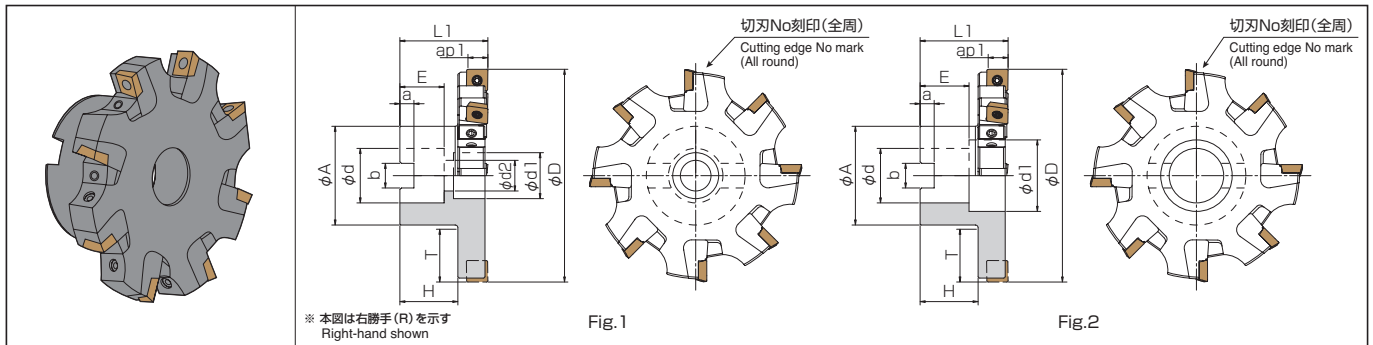 L1
ap1
E
a
φA
φd
b
φd2
φd1
φD
T
H
切刃No刻印(全周)
Cutting edge No mark
(All round)
※ 本図は右勝手(R)を示す
Right-hand shown
Fig.1
L1
ap1
E
a
φA
φd
b
φd1
φD
T
H
切刃No刻印(全周)
Cutting edge No mark
(All round)
Fig.2